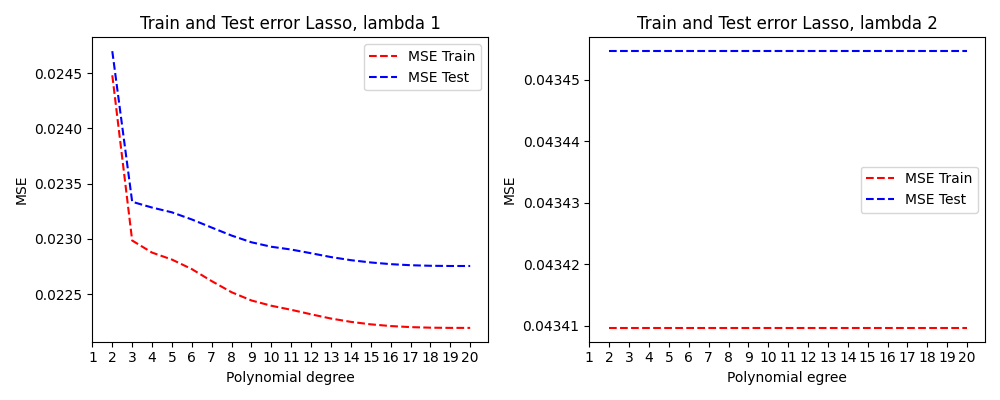 Train and Test error Lasso, lambda 1
MSE Train
MSE Test
0.0245
0.0240
0.0235
0.0230
0.0225
MSE
1 2 3 4 5 6 7 8 9 10 11 12 13 14 15 16 17 18 19 20
Polynomial degree
Train and Test error Lasso, lambda 2
MSE Train
MSE Test
0.04345
0.04344
0.04343
0.04342
0.04341
MSE
1 2 3 4 5 6 7 8 9 10 11 12 13 14 15 16 17 18 19 20
Polynomial egree